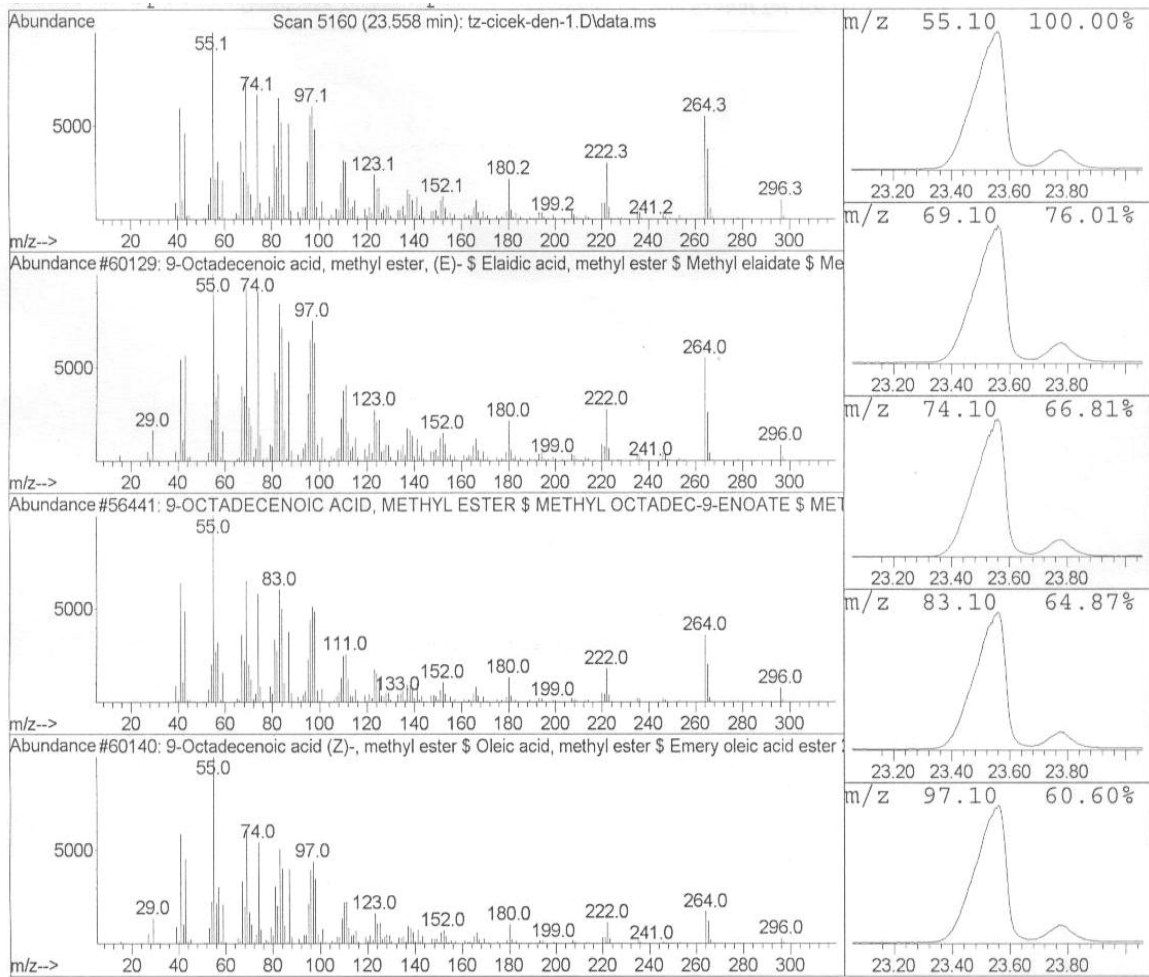 Abundance Scan 5160 (23.558 min): tz-cicek-den-1.D\data.ms
55.1
74.1
97.1
264.3
5000
123.1
222.3
180.2
152.1
199.2
241.2
296.3
m/z-->
20 40 60 80 100 120 140 160 180 200 220 240 260 280 300
Abundance #60129: 9-Octadecenoic acid, methyl ester, (E)- $ Elaidic acid, methyl ester $ Methyl elaidate $ Me
55.0 74.0
97.0
264.0
5000
123.0
222.0
29.0
180.0
152.0
199.0
241.0
296.0
m/z-->
20 40 60 80 100 120 140 160 180 200 220 240 260 280 300
Abundance #56441: 9-OCTADECENOIC ACID, METHYL ESTER $ METHYL OCTADEC-9-ENOATE $ MET
55.0
83.0
5000
264.0
111.0
222.0
180.0
133.0 152.0
199.0
296.0
m/z-->
20 40 60 80 100 120 140 160 180 200 220 240 260 280 300
Abundance #60140: 9-Octadecenoic acid (Z)-, methyl ester $ Oleic acid, methyl ester $ Emery oleic acid ester
55.0
74.0
97.0
5000
264.0
29.0
123.0
180.0
222.0
152.0
199.0
241.0
296.0
m/z-->
20 40 60 80 100 120 140 160 180 200 220 240 260 280 300
m/z 55.10 100.00%
23.20 23.40 23.60 23.80
m/z 69.10 76.01%
23.20 23.40 23.60 23.80
m/z 74.10 66.81%
23.20 23.40 23.60 23.80
m/z 83.10 64.87%
23.20 23.40 23.60 23.80
m/z 97.10 60.60%
23.20 23.40 23.60 23.80